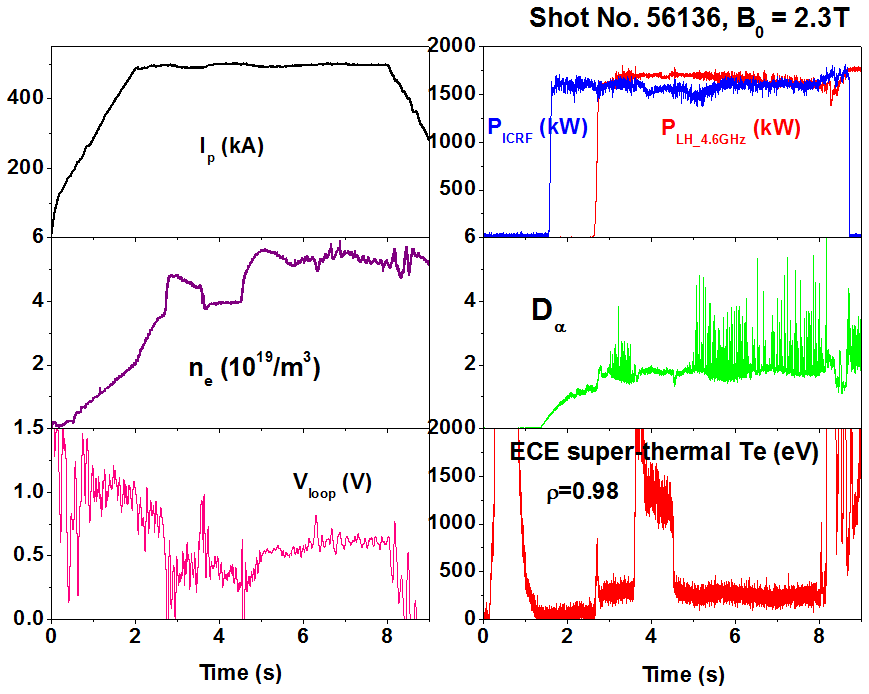 Shot No. 56136, B0 = 2.3T
2000
1500
1000
500
6
PICRF (kW)
PLH_4.6GHz (kW)
400
200
6
Ip (kA)
4
2
ne (10^19/m^3)
2000
Dα
1.5
1.0
0.5
0.0
Vloop (V)
1500
1000
500
0
ECE super-thermal Te (eV)
ρ=0.98
0 2 4 6 8
0 2 4 6 8
Time (s)
Time (s)